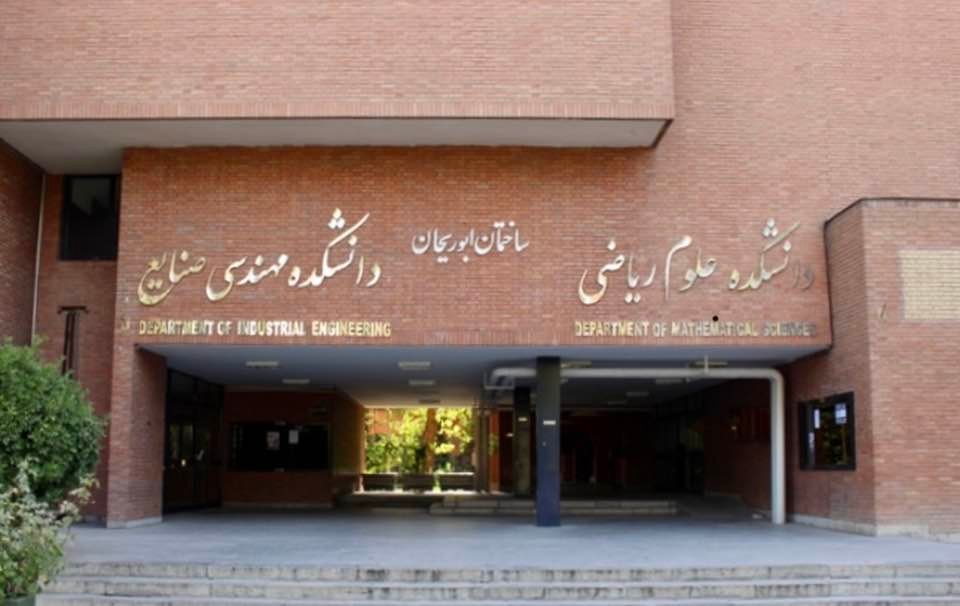 ساختمان ابوریحان
دانشکده علوم ریاضی
DEPARTMENT OF MATHEMATICAL SCIENCES
دانشکده مهندسی صنایع
DEPARTMENT OF INDUSTRIAL ENGINEERING